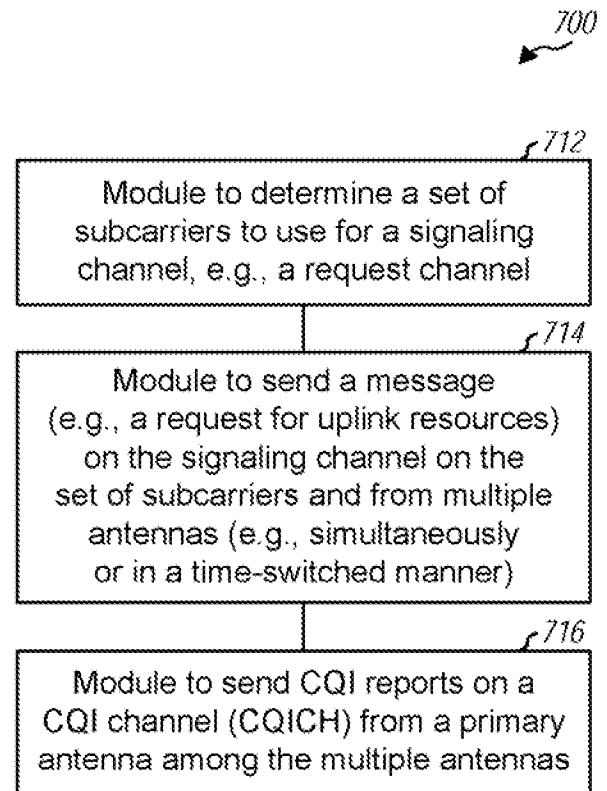 700
712
Module to determine a set of
subcarriers to use for a signaling
channel, e.g., a request channel
714
Module to send a message
(e.g., a request for uplink resources)
on the signaling channel on the
set of subcarriers and from multiple
antennas (e.g., simultaneously
or in a time-switched manner)
716
Module to send CQI reports on a
CQI channel (CQICH) from a primary
antenna among the multiple antennas